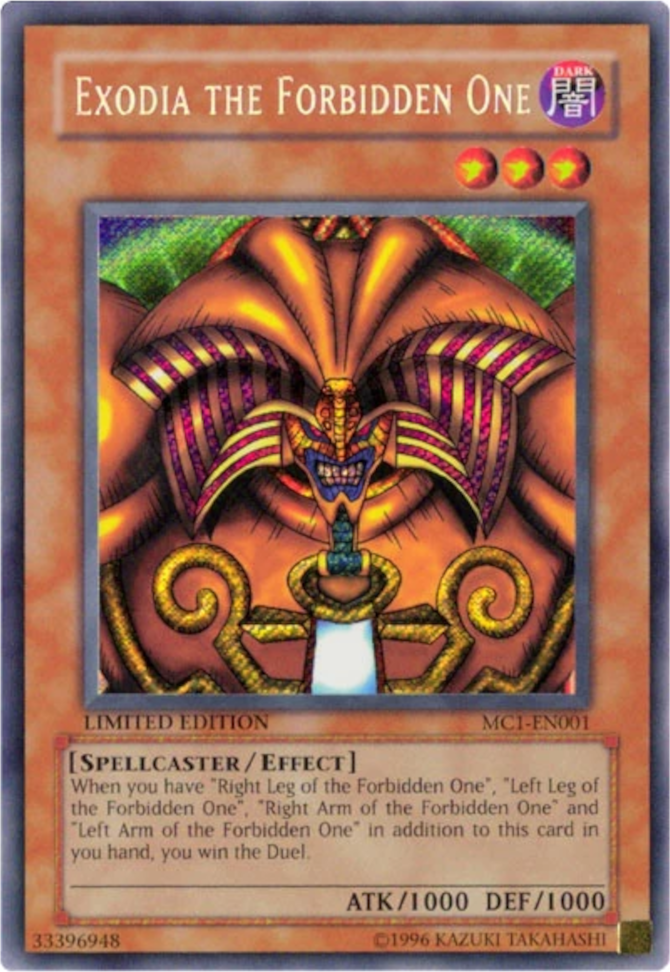 EXODIA THE FORBIDDEN ONE
DARK
闇
LIMITED EDITION
MC1-EN001
[SPELLCASTER/EFFECT]
When you have "Right Leg of the Forbidden One", "Left Leg of
the Forbidden One", "Right Arm of the Forbidden One" and
"Left Arm of the Forbidden One" in addition to this card in
you hand, you win the Duel.
ATK/1000 DEF/1000
33396948
©1996 KAZUKI TAKAHASHI